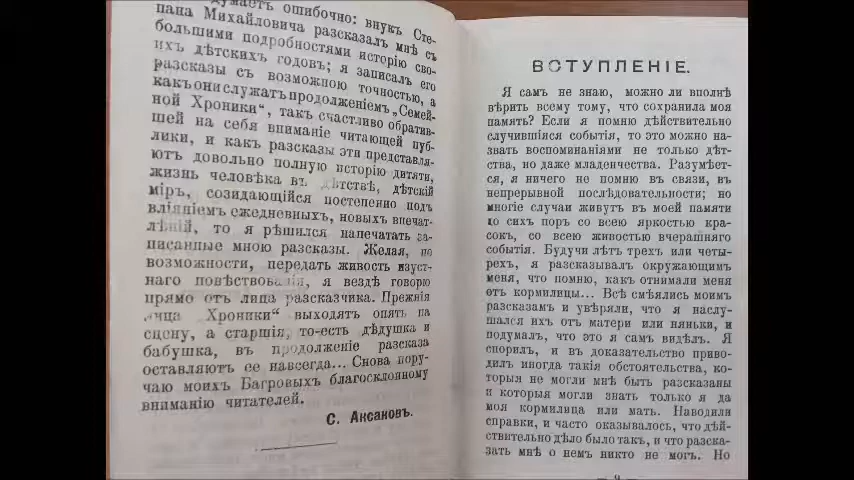 думаетъ ошибочно: внукъ Сте-
пана Михайловича разсказалъ мнѣ съ
большими подробностями исторію сво-
ихъ дѣтскихъ годовъ; я записалъ его
разсказы съ возможною точностью, а
какъ они служатъ продолженіемъ „Семей-
ной Хроники“, такъ счастливо обратив-
шей на себя вниманіе читающей пуб-
лики, и какъ разсказы эти представля-
ютъ довольно полную исторію дитяти,
жизнь человѣка въ дѣтствѣ, дѣтскій
міръ, созидающійся постепенно подъ
вліяніемъ ежедневныхъ, новыхъ впечат-
лѣній, то я рѣшился напечатать за-
писанные мною разсказы. Желая, по
возможности, передать живость изуст-
наго повѣствованія, я вездѣ говорю
прямо отъ лица разсказчика. Прежнія
лица Хроники“ выходятъ опять на
сцену, а старшія, то-есть дѣдушка и
бабушка, въ продолженіе разсказа
оставляютъ ее навсегда... Снова пору-
чаю моихъ Багровыхъ благосклонному
вниманію читателей.
С. Аксаковъ.
ВСТУПЛЕНІЕ.
Я самъ не знаю, можно ли вполнѣ
вѣрить всему тому, что сохранила моя
память? Если я помню дѣйствительно
случившіяся событія, то это можно на-
звать воспоминаніями не только дѣт-
ства, но даже младенчества. Разумѣет-
ся, я ничего не помню въ связи, въ
непрерывной послѣдовательности; но
многіе случаи живутъ въ моей памяти
до сихъ поръ со всею яркостью кра-
сокъ, со всею живостью вчерашняго
событія. Будучи лѣтъ трехъ или четы-
рехъ, я разсказывалъ окружающимъ
меня, что помню, какъ отнимали меня
отъ кормилицы... Всѣ смѣялись моимъ
разсказамъ и увѣряли, что я наслу-
шался ихъ отъ матери или няньки, и
подумалъ, что это я самъ видѣлъ. Я
спорилъ, и въ доказательство приво-
дилъ иногда такія обстоятельства, ко-
торыя не могли мнѣ быть разсказаны
и которыя могли знать только я да
моя кормилица или мать. Наводили
справки, и часто оказывалось, что дѣй-
ствительно дѣло было такъ, и что разска-
зать мнѣ о немъ никто не могъ. Но